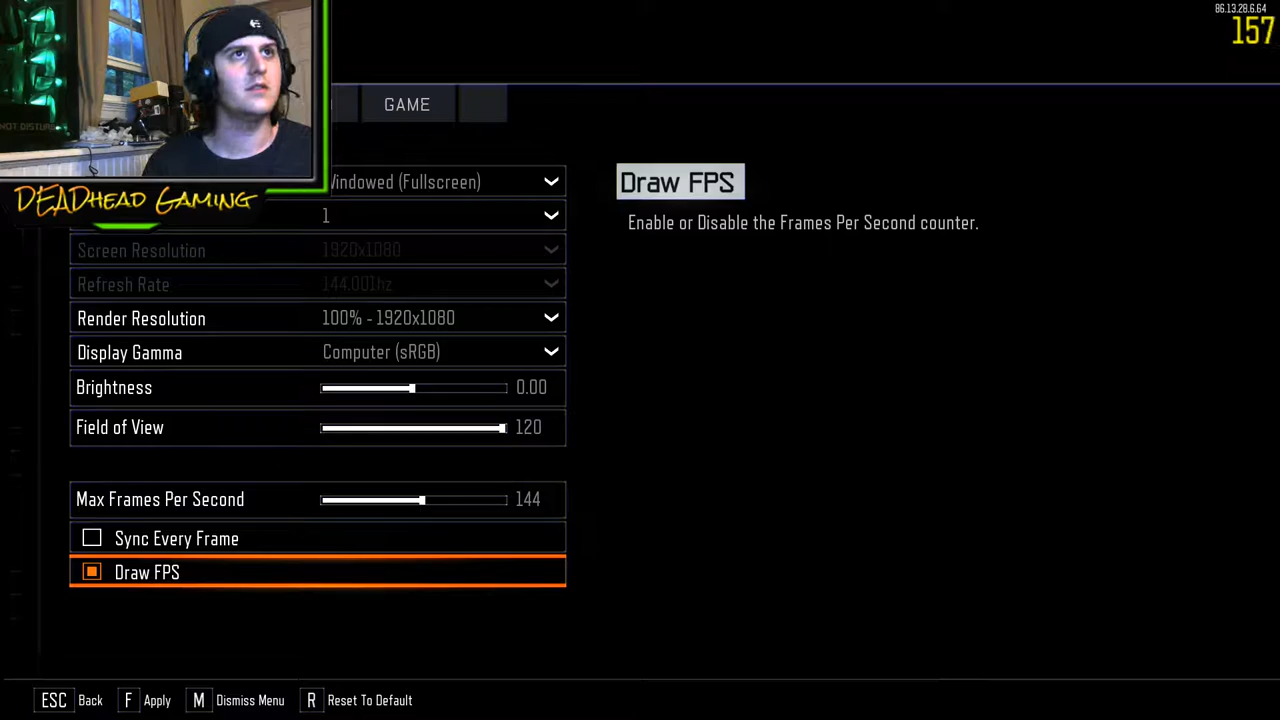 86.13.28.6.64
157
GAME
NOT DISTURB
DEADhead Gaming
Windowed (Fullscreen)
1
Screen Resolution 1920x1080
Refresh Rate 144.001hz
Render Resolution 100% - 1920x1080
Display Gamma Computer (sRGB)
Brightness 0.00
Field of View 120
Max Frames Per Second 144
Sync Every Frame
Draw FPS
Draw FPS
Enable or Disable the Frames Per Second counter.
ESC Back F Apply M Dismiss Menu R Reset To Default